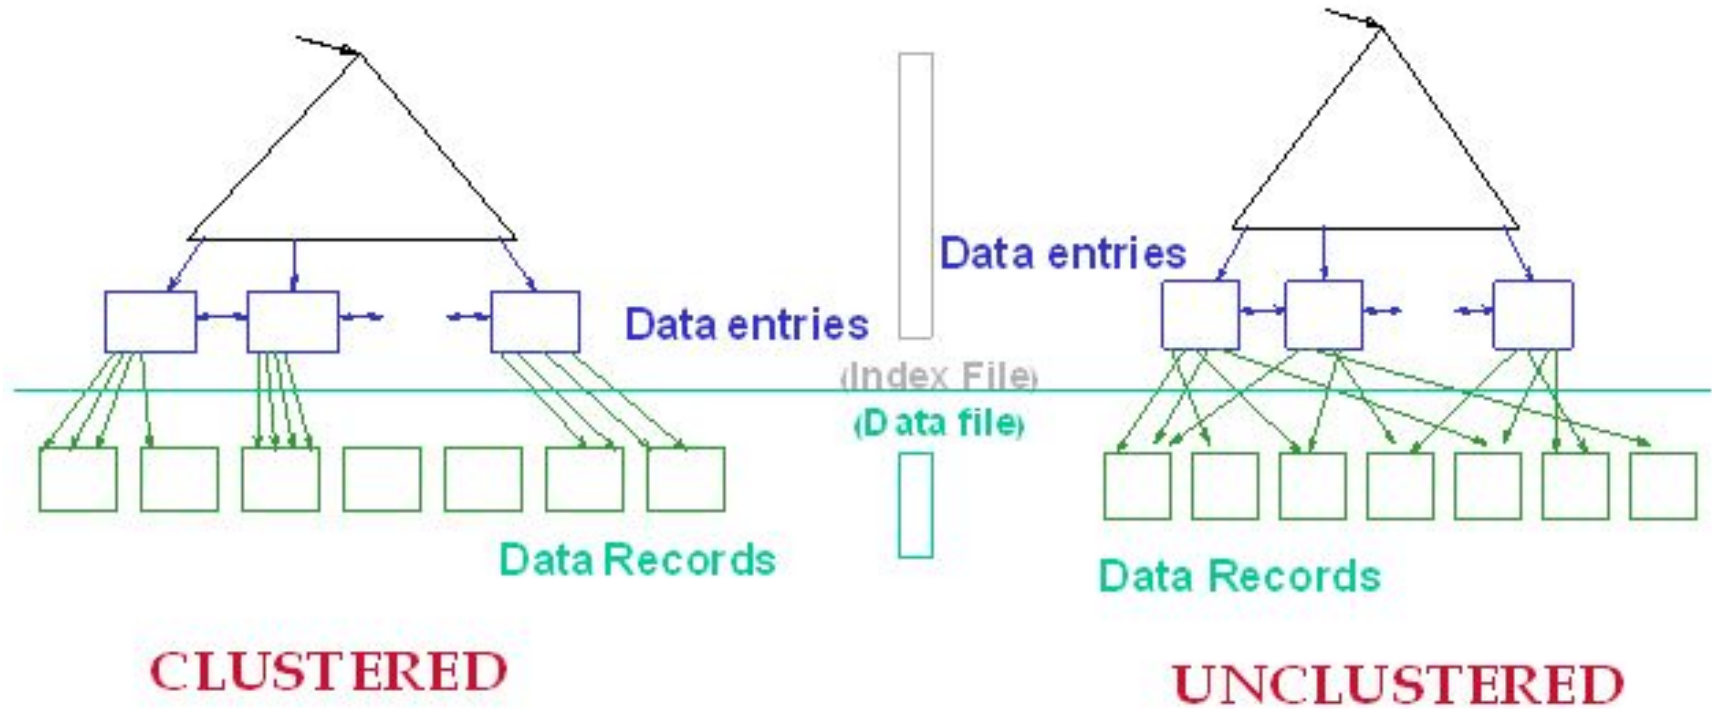 Data entries
Data entries
(Index File)
(Data file)
Data Records
Data Records
CLUSTERED
UNCLUSTERED